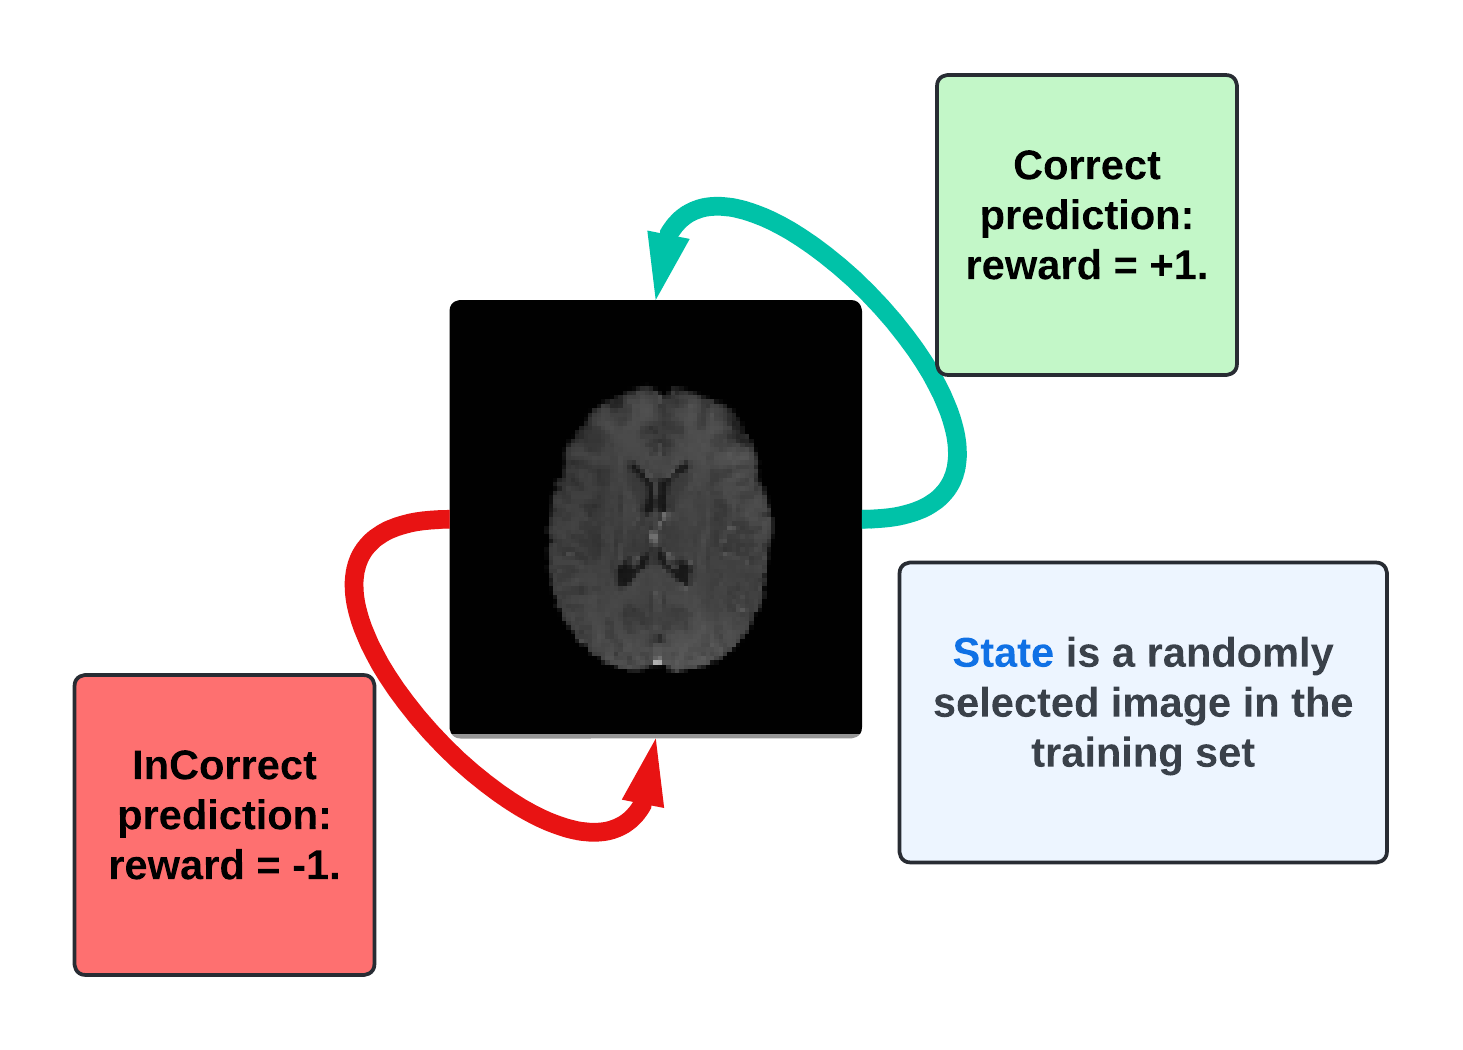 Correct
prediction:
reward = +1.
State is a randomly
selected image in the
training set
InCorrect
prediction:
reward = -1.